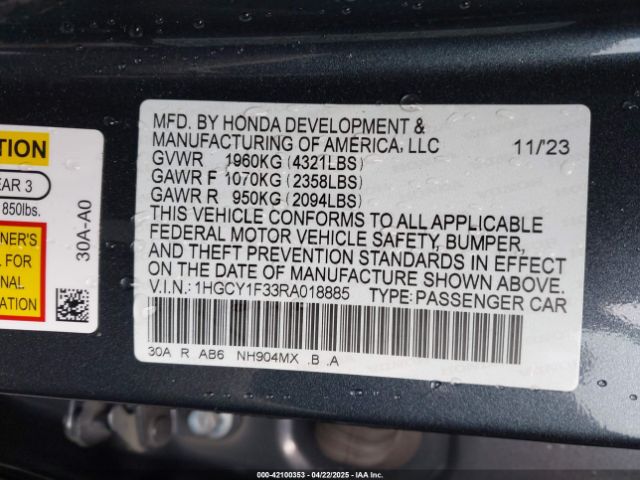 TION
EAR 3
850lbs.
NER'S
L FOR
NAL
ATION
30A-A0
MFD. BY HONDA DEVELOPMENT &
MANUFACTURING OF AMERICA, LLC 11/'23
GVWR 1960KG (4321LBS)
GAWR F 1070KG (2358LBS)
GAWR R 950KG (2094LBS)
THIS VEHICLE CONFORMS TO ALL APPLICABLE
FEDERAL MOTOR VEHICLE SAFETY, BUMPER,
AND THEFT PREVENTION STANDARDS IN EFFECT
ON THE DATE OF MANUFACTURE SHOWN ABOVE.
V.I.N.:1HGCY1F33RA018885 TYPE:PASSENGER CAR
30A R AB6 NH904MX .B .A
000-42100353 - 04/22/2025 - IAA Inc.